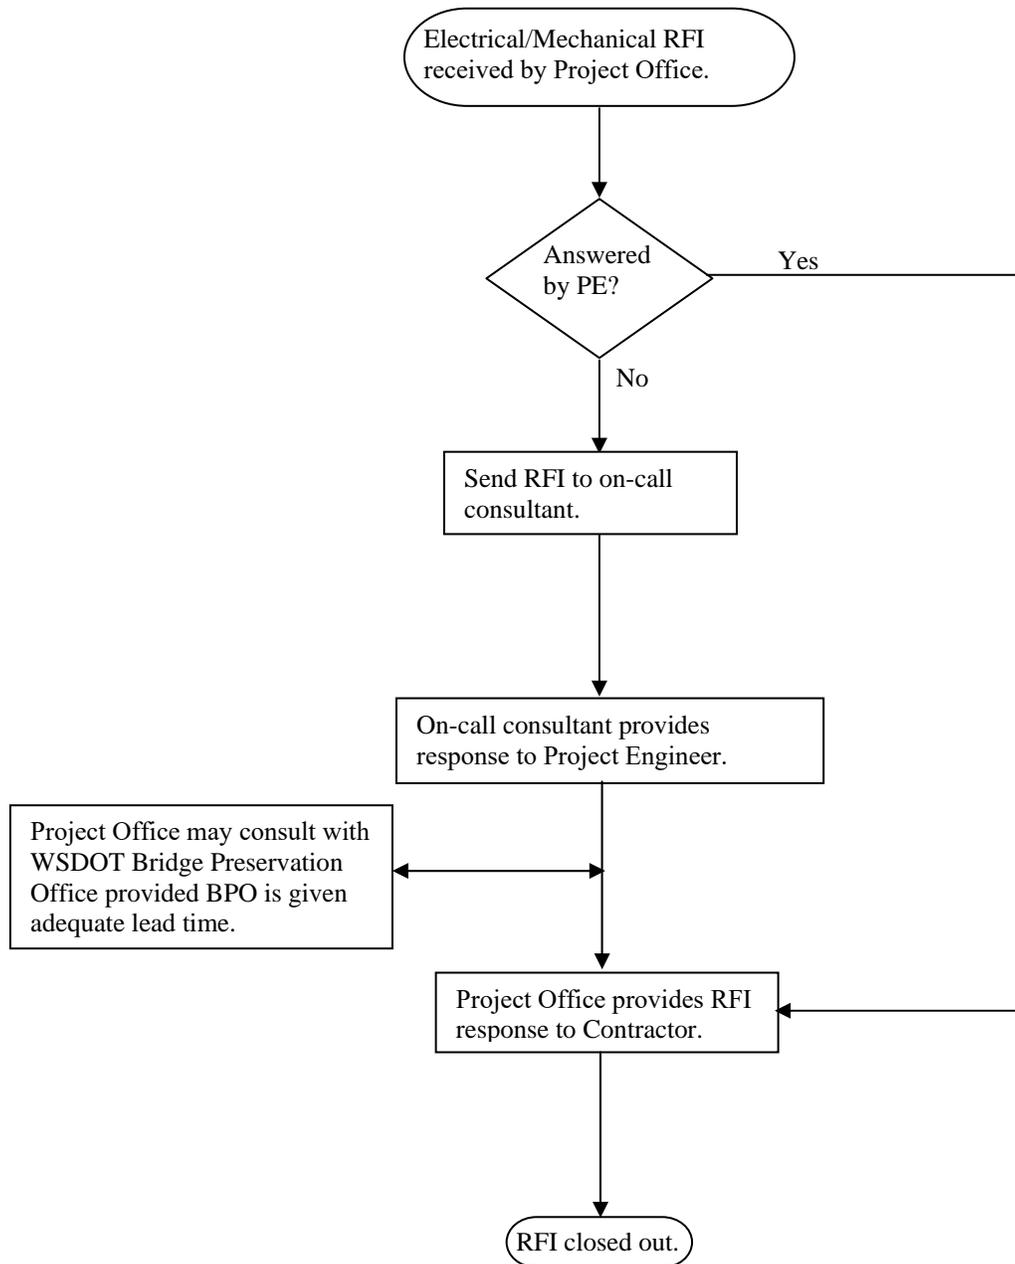 Electrical/Mechanical RFI
received by Project Office.
Answered
by PE?
Yes
No
Send RFI to on-call
consultant.
On-call consultant provides
response to Project Engineer.
Project Office may consult with
WSDOT Bridge Preservation
Office provided BPO is given
adequate lead time.
Project Office provides RFI
response to Contractor.
RFI closed out.